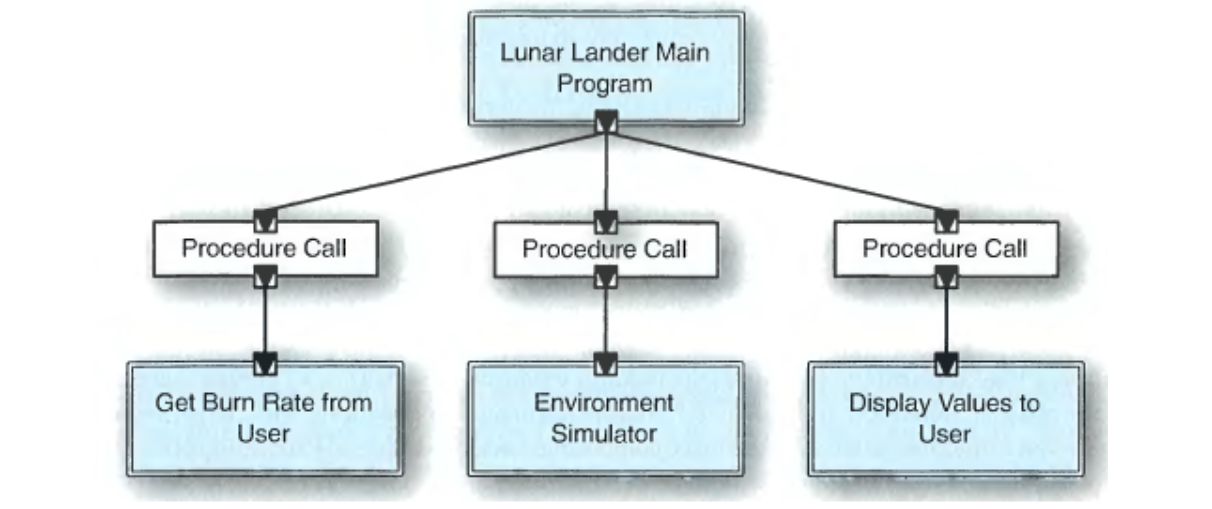 Lunar Lander Main
Program
Procedure Call
Procedure Call
Procedure Call
Get Burn Rate from
User
Environment
Simulator
Display Values to
User